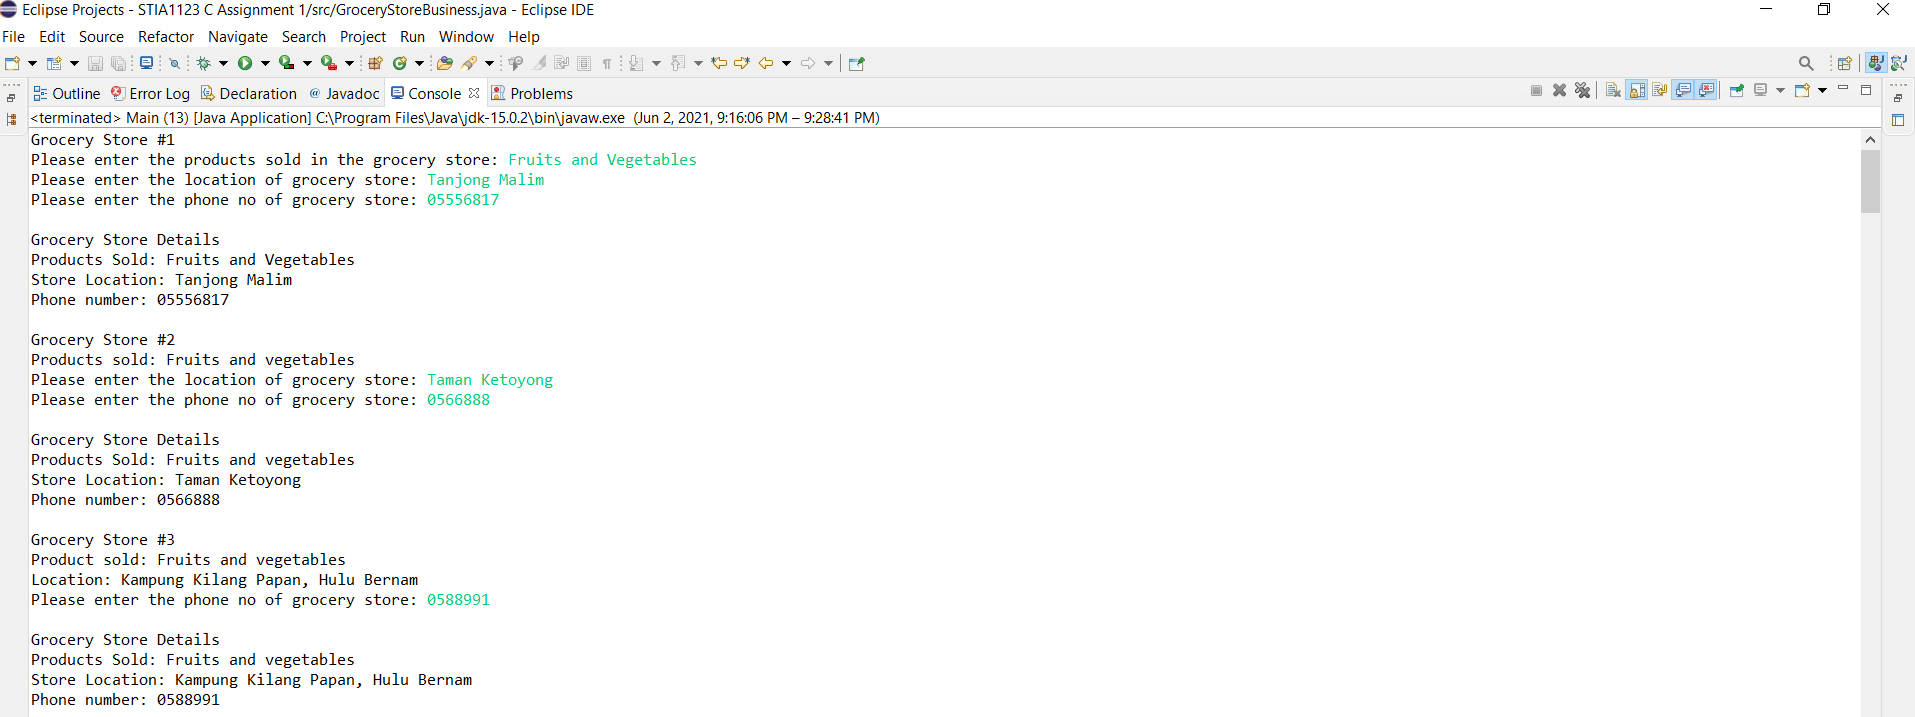 Eclipse Projects - STIA1123 C Assignment 1/src/GroceryStoreBusiness.java - Eclipse IDE
File Edit Source Refactor Navigate Search Project Run Window Help
Outline Error Log Declaration @ Javadoc Console Problems
<terminated> Main (13) [Java Application] C:\Program Files\Java\jdk-15.0.2\bin\javaw.exe (Jun 2, 2021, 9:16:06 PM – 9:28:41 PM)
Grocery Store #1
Please enter the products sold in the grocery store: Fruits and Vegetables
Please enter the location of grocery store: Tanjong Malim
Please enter the phone no of grocery store: 05556817
Grocery Store Details
Products Sold: Fruits and Vegetables
Store Location: Tanjong Malim
Phone number: 05556817
Grocery Store #2
Products sold: Fruits and vegetables
Please enter the location of grocery store: Taman Ketoyong
Please enter the phone no of grocery store: 0566888
Grocery Store Details
Products Sold: Fruits and vegetables
Store Location: Taman Ketoyong
Phone number: 0566888
Grocery Store #3
Product sold: Fruits and vegetables
Location: Kampung Kilang Papan, Hulu Bernam
Please enter the phone no of grocery store: 0588991
Grocery Store Details
Products Sold: Fruits and vegetables
Store Location: Kampung Kilang Papan, Hulu Bernam
Phone number: 0588991